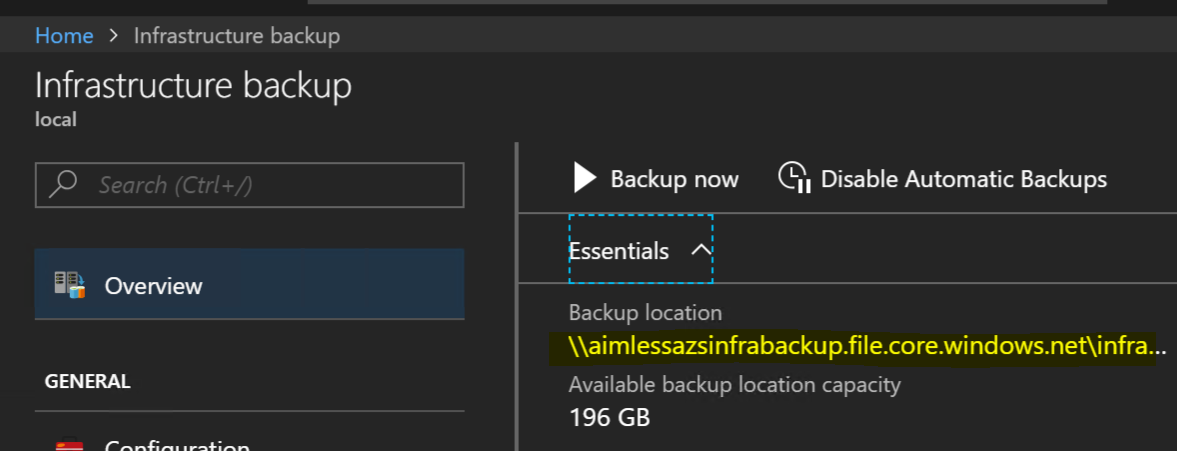 Home > Infrastructure backup
Infrastructure backup
local
Search (Ctrl+/)
Overview
GENERAL
Configuration
Backup now
Disable Automatic Backups
Essentials
Backup location
\\aimlessazsinfrabackup.file.core.windows.net\infra...
Available backup location capacity
196 GB